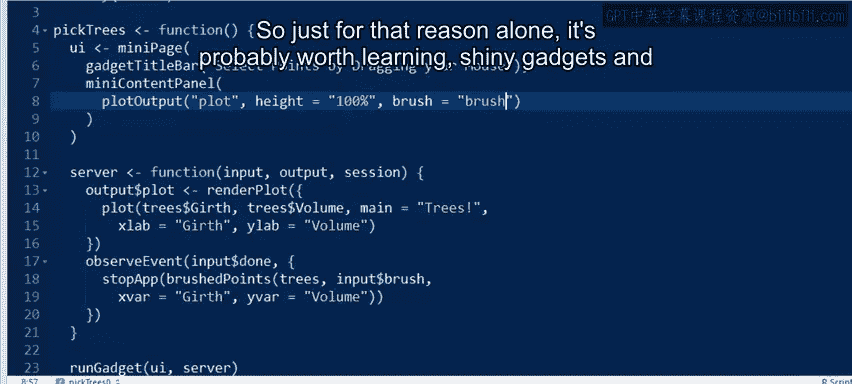 GPT中英字幕课程资源@bilibili.com
So just for that reason alone, it's
probably worth learning, shiny gadgets and
3
4 pickTrees <- function() {
5 ui <- miniPage(
6 gadgetTitleBar(
7 miniContentPanel(
8 plotOutput("plot", height = "100%", brush = "brush")
9 )
10 )
11
12 server <- function(input, output, session) {
13 output$plot <- renderPlot({
14 plot(trees$Girth, trees$Volume, main = "Trees!",
15 xlab = "Girth", ylab = "Volume")
16 })
17 observeEvent(input$done, {
18 stopApp(brushedPoints(trees, input$brush,
19 xvar = "Girth", yvar = "Volume"))
20 })
21 }
22
23 runGadget(ui, server)
8:57 R Script